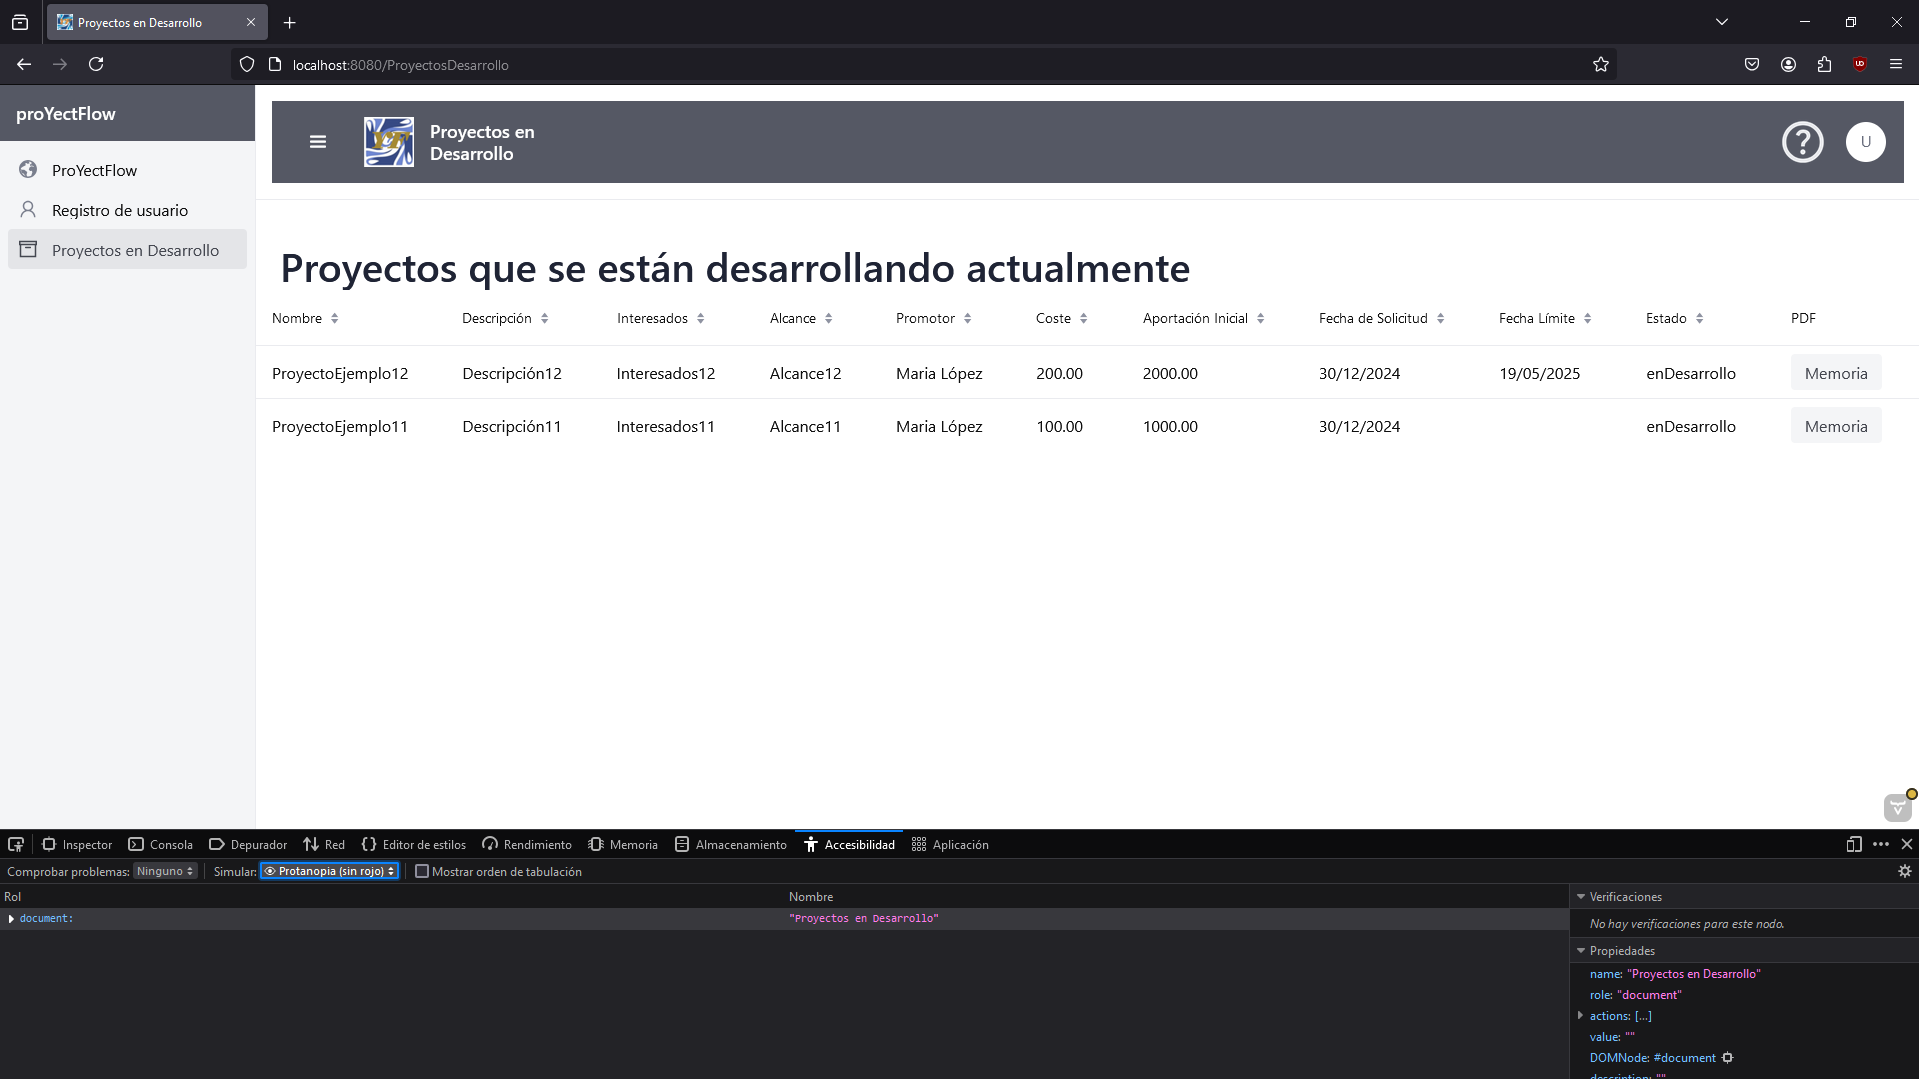 Proyectos en Desarrollo
localhost:8080/ProyectosDesarrollo
proYectFlow
Proyectos en
Desarrollo
U
ProYectFlow
Registro de usuario
Proyectos en Desarrollo
Proyectos que se están desarrollando actualmente
Nombre Descripción Interesados Alcance Promotor Coste Aportación Inicial Fecha de Solicitud Fecha Límite Estado PDF
ProyectoEjemplo12 Descripción12 Interesados12 Alcance12 Maria López 200.00 2000.00 30/12/2024 19/05/2025 enDesarrollo Memoria
ProyectoEjemplo11 Descripción11 Interesados11 Alcance11 Maria López 100.00 1000.00 30/12/2024 enDesarrollo Memoria
Inspector Consola Depurador Red Editor de estilos Rendimiento Memoria Almacenamiento Accesibilidad Aplicación
Comprobar problemas: Ninguno Simular: Protanopia (sin rojo) Mostrar orden de tabulación
Rol Nombre Verificaciones
document: "Proyectos en Desarrollo"
No hay verificaciones para este nodo.
Propiedades
name: "Proyectos en Desarrollo"
role: "document"
actions: [...]
value: ""
DOMNode: #document
description: ""